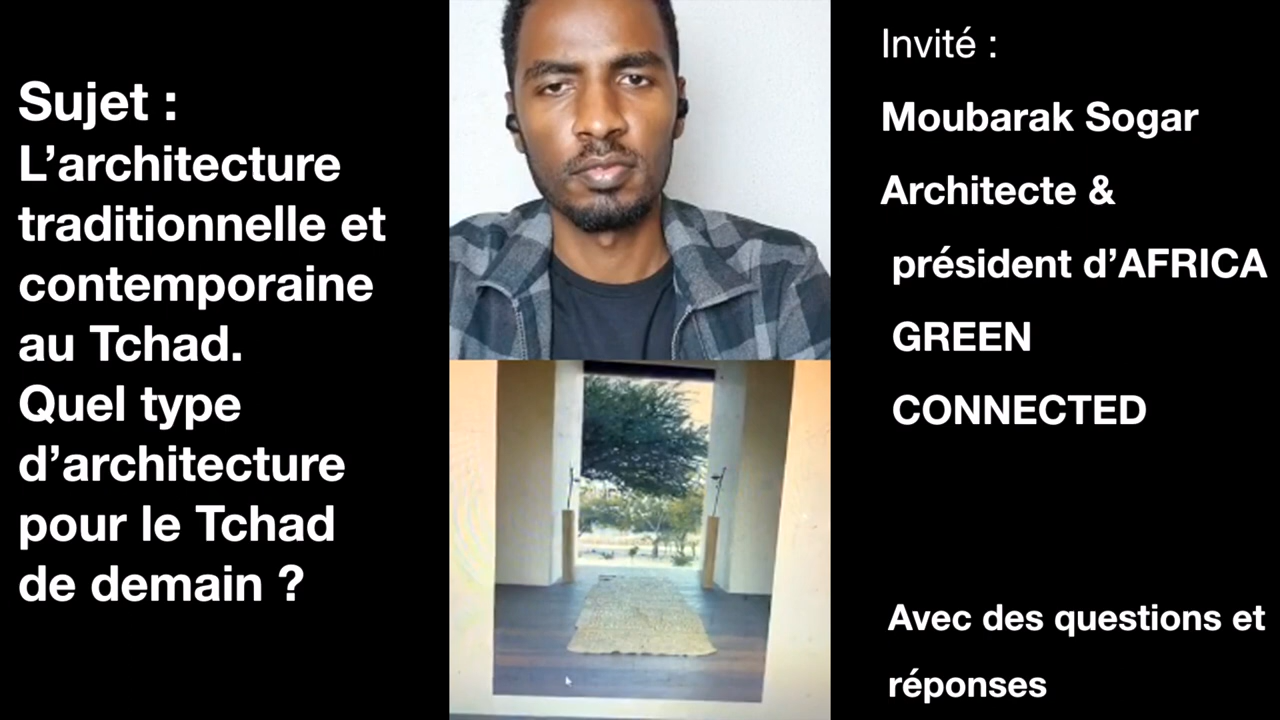 Sujet :
L’architecture
traditionnelle et
contemporaine
au Tchad.
Quel type
d’architecture
pour le Tchad
de demain ?
Invité :
Moubarak Sogar
Architecte &
président d’AFRICA
GREEN
CONNECTED
Avec des questions et
réponses